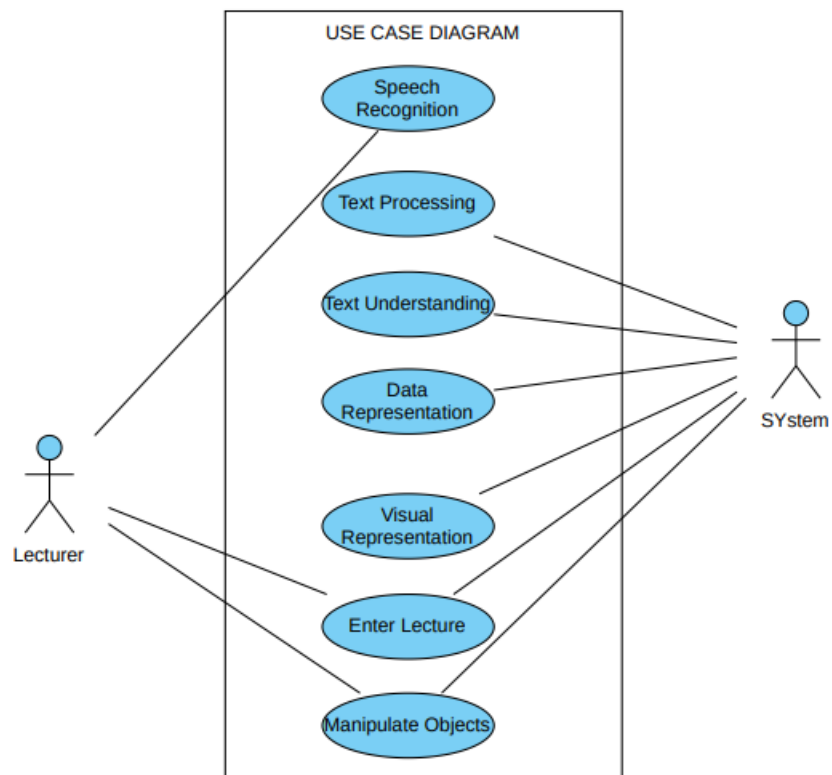 USE CASE DIAGRAM
Speech
Recognition
Text Processing
Text Understanding
Data
Representation
SYstem
Visual
Representation
Lecturer
Enter Lecture
Manipulate Objects